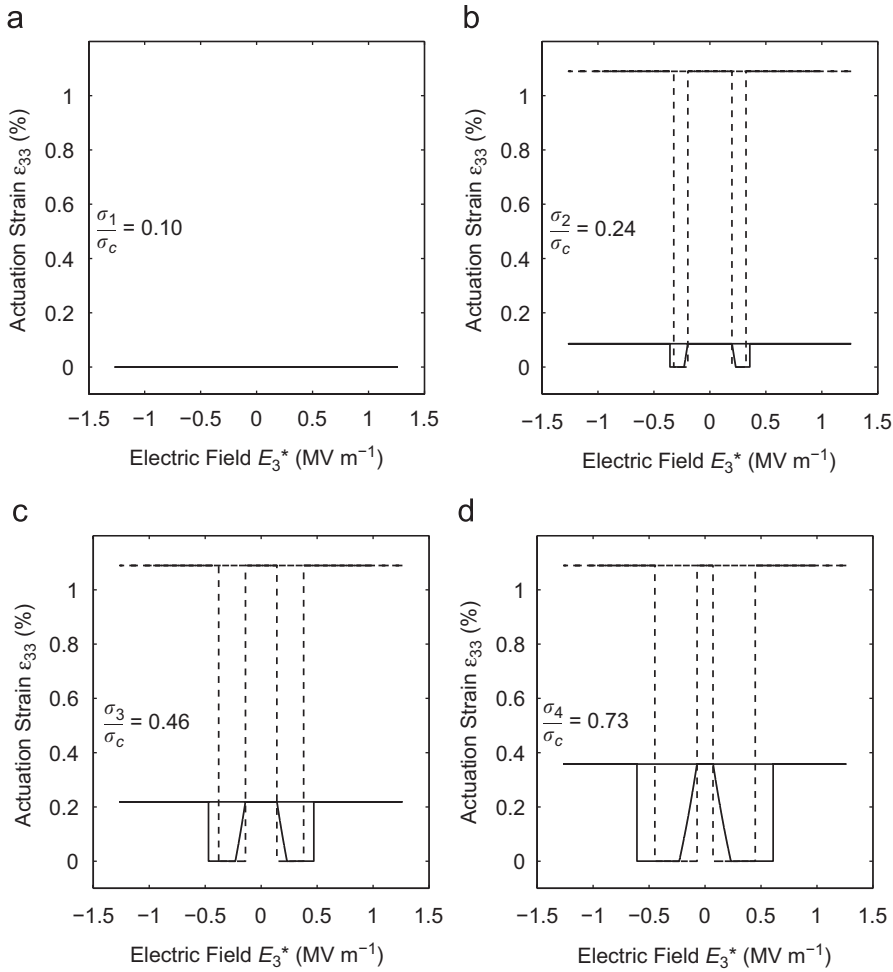 a
1
0.8
0.6
0.4
0.2
0
Actuation Strain ε₃₃ (%)
σ₁/σc = 0.10
−1.5 −1 −0.5 0 0.5 1 1.5
Electric Field E₃* (MV m⁻¹)
b
1
0.8
0.6
0.4
0.2
0
Actuation Strain ε₃₃ (%)
σ₂/σc = 0.24
−1.5 −1 −0.5 0 0.5 1 1.5
Electric Field E₃* (MV m⁻¹)
c
1
0.8
0.6
0.4
0.2
0
Actuation Strain ε₃₃ (%)
σ₃/σc = 0.46
−1.5 −1 −0.5 0 0.5 1 1.5
Electric Field E₃* (MV m⁻¹)
d
1
0.8
0.6
0.4
0.2
0
Actuation Strain ε₃₃ (%)
σ₄/σc = 0.73
−1.5 −1 −0.5 0 0.5 1 1.5
Electric Field E₃* (MV m⁻¹)